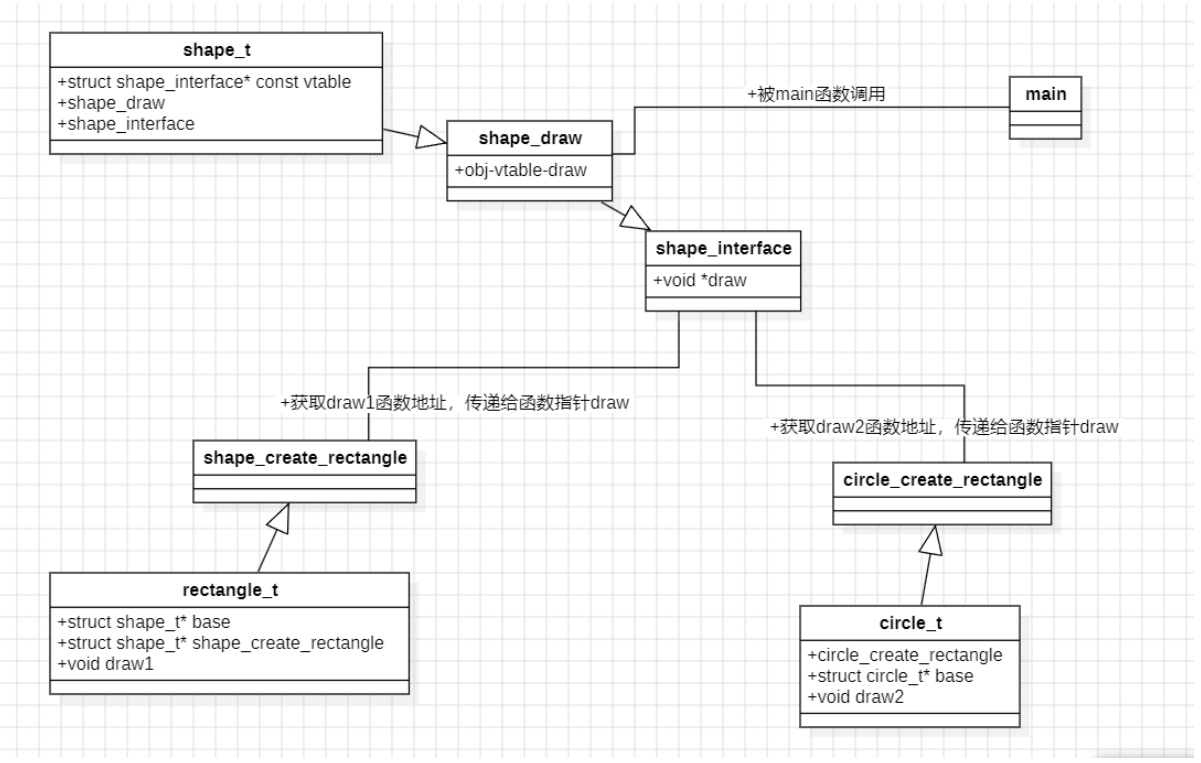 shape_t
+struct shape_interface* const vtable
+shape_draw
+shape_interface
+被main函数调用
main
shape_draw
+obj-vtable-draw
shape_interface
+void *draw
+获取draw1函数地址，传递给函数指针draw
+获取draw2函数地址，传递给函数指针draw
shape_create_rectangle
circle_create_rectangle
rectangle_t
+struct shape_t* base
+struct shape_t* shape_create_rectangle
+void draw1
circle_t
+circle_create_rectangle
+struct circle_t* base
+void draw2